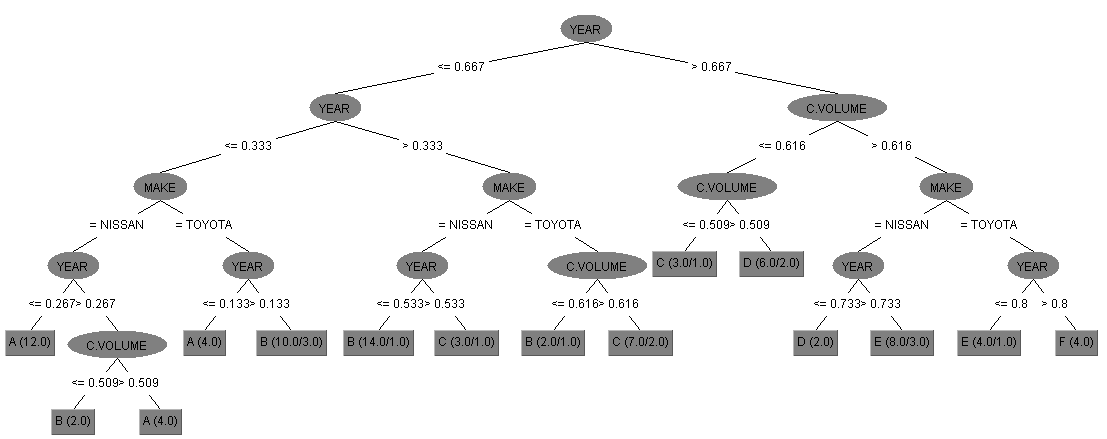 YEAR
<= 0.667 > 0.667
YEAR C.VOLUME
<= 0.333 > 0.333 <= 0.616 > 0.616
MAKE MAKE C.VOLUME MAKE
= NISSAN = TOYOTA = NISSAN = TOYOTA <= 0.509 > 0.509 = NISSAN = TOYOTA
YEAR YEAR YEAR C.VOLUME C (3.0/1.0) D (6.0/2.0) YEAR YEAR
<= 0.267 > 0.267 <= 0.133 > 0.133 <= 0.533 > 0.533 <= 0.616 > 0.616 <= 0.733 > 0.733 <= 0.8 > 0.8
A (12.0) C.VOLUME A (4.0) B (10.0/3.0) B (14.0/1.0) C (3.0/1.0) B (2.0/1.0) C (7.0/2.0) D (2.0) E (8.0/3.0) E (4.0/1.0) F (4.0)
<= 0.509 > 0.509
B (2.0) A (4.0)